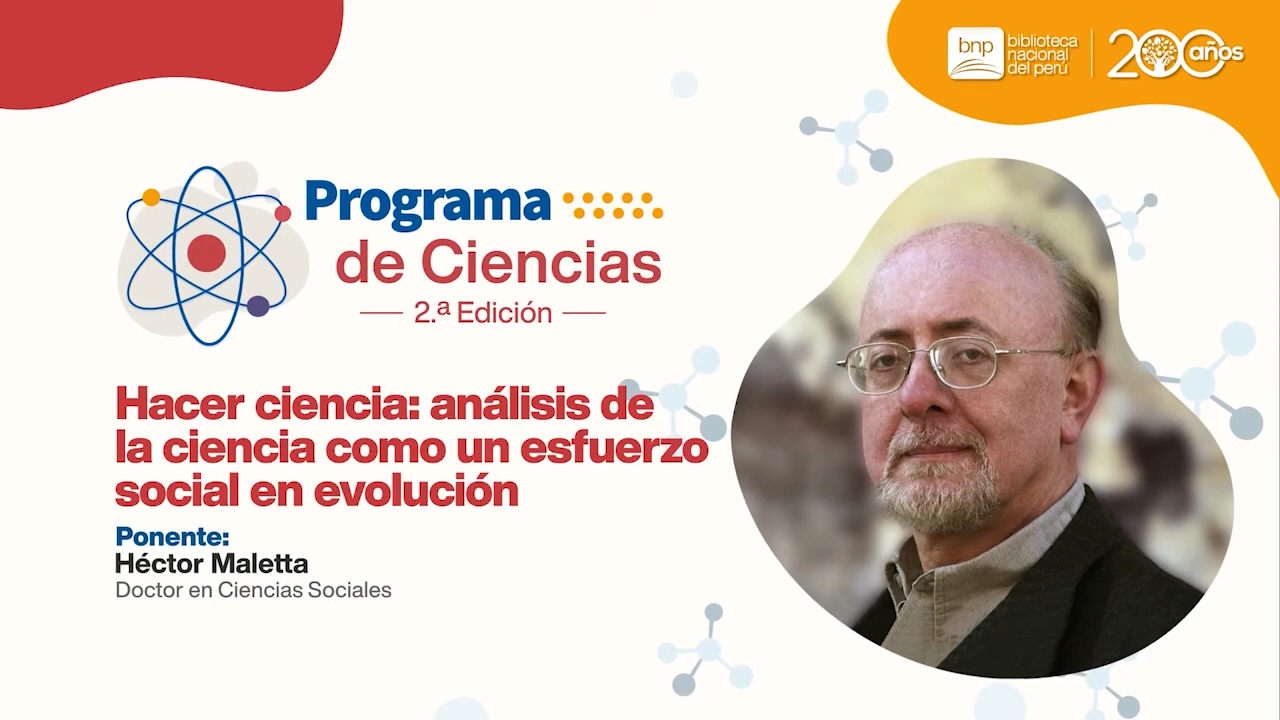 bnp
biblioteca
nacional
del perú
200 años
Programa
de Ciencias
2.ª Edición
Hacer ciencia: análisis de
la ciencia como un esfuerzo
social en evolución
Ponente:
Héctor Maletta
Doctor en Ciencias Sociales